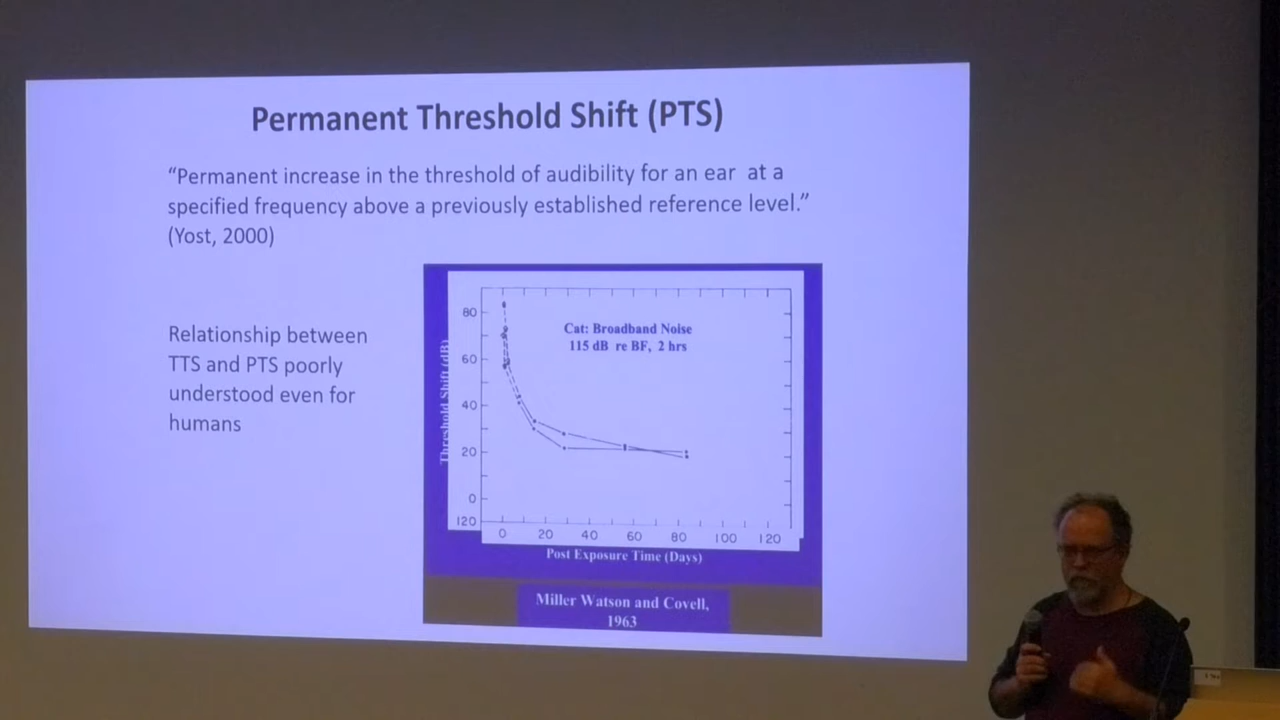 Permanent Threshold Shift (PTS)
“Permanent increase in the threshold of audibility for an ear at a
specified frequency above a previously established reference level.”
(Yost, 2000)
Relationship between
TTS and PTS poorly
understood even for
humans
Cat: Broadband Noise
115 dB re BF, 2 hrs
Threshold Shift (dB)
80
60
40
20
0
120
0 20 40 60 80 100 120
Post Exposure Time (Days)
Miller Watson and Covell,
1963